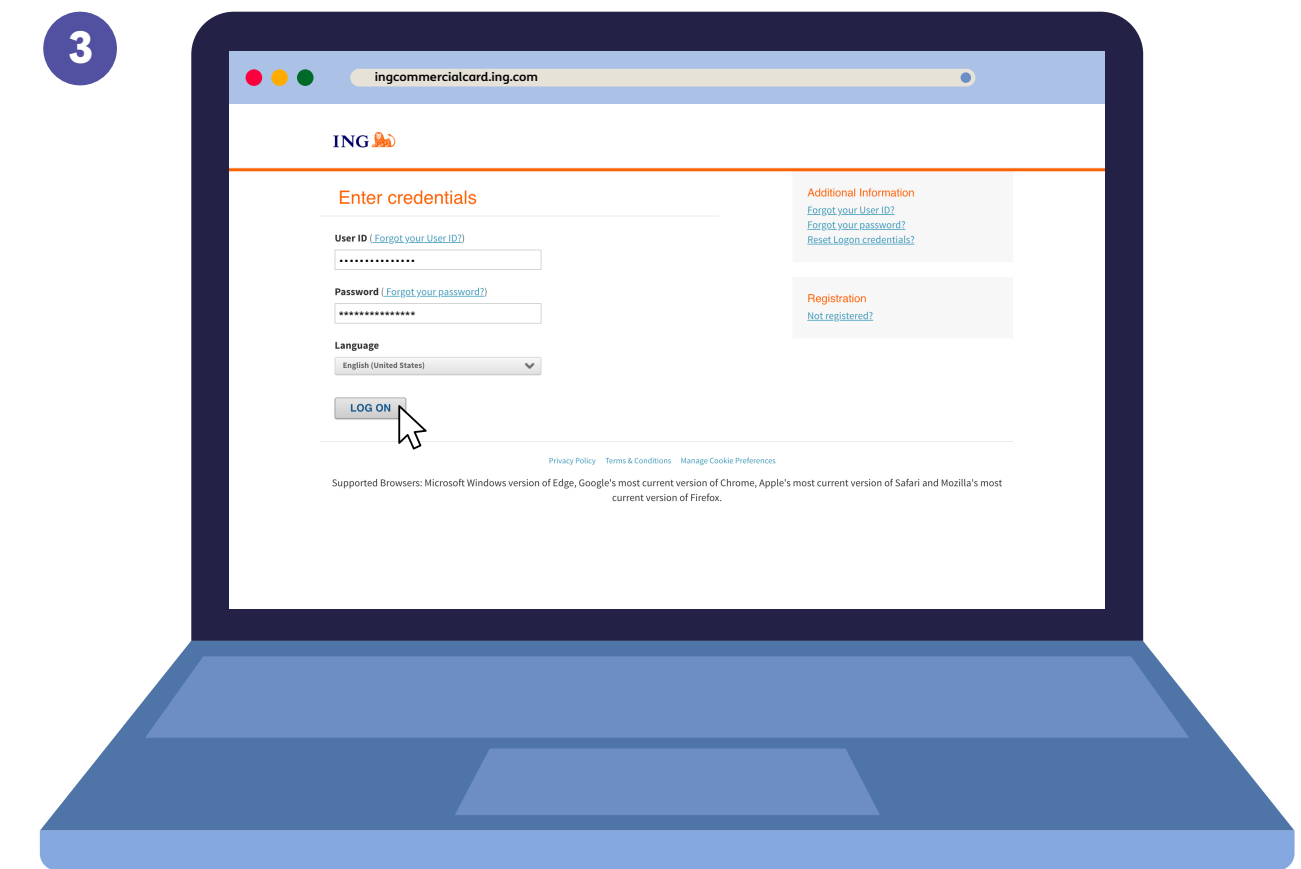 3
ingcommercialcard.ing.com
ING
Enter credentials
User ID ( Forgot your User ID?)
•••••••••••••••
Password ( Forgot your password?)
***************
Language
English (United States)
LOG ON
Additional Information
Forgot your User ID?
Forgot your password?
Reset Logon credentials?
Registration
Not registered?
Privacy Policy Terms & Conditions Manage Cookie Preferences
Supported Browsers: Microsoft Windows version of Edge, Google's most current version of Chrome, Apple's most current version of Safari and Mozilla's most
current version of Firefox.